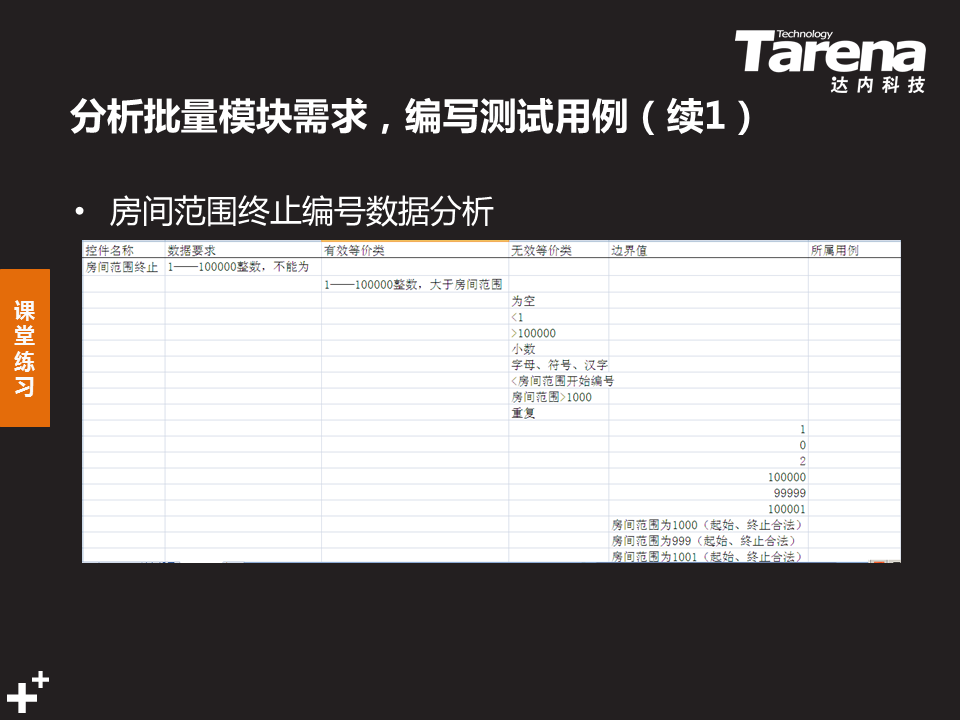 Technology
Tarena
达内科技
分析批量模块需求，编写测试用例（续1）
• 房间范围终止编号数据分析
课堂练习
控件名称 数据要求 有效等价类 无效等价类 边界值 所属用例
房间范围终止 1——100000整数，不能为
1——100000整数，大于房间范围
为空
<1
>100000
小数
字母、符号、汉字
<房间范围开始编号
房间范围>1000
重复
1
0
2
100000
99999
100001
房间范围为1000（起始、终止合法）
房间范围为999（起始、终止合法）
房间范围为1001（起始、终止合法）